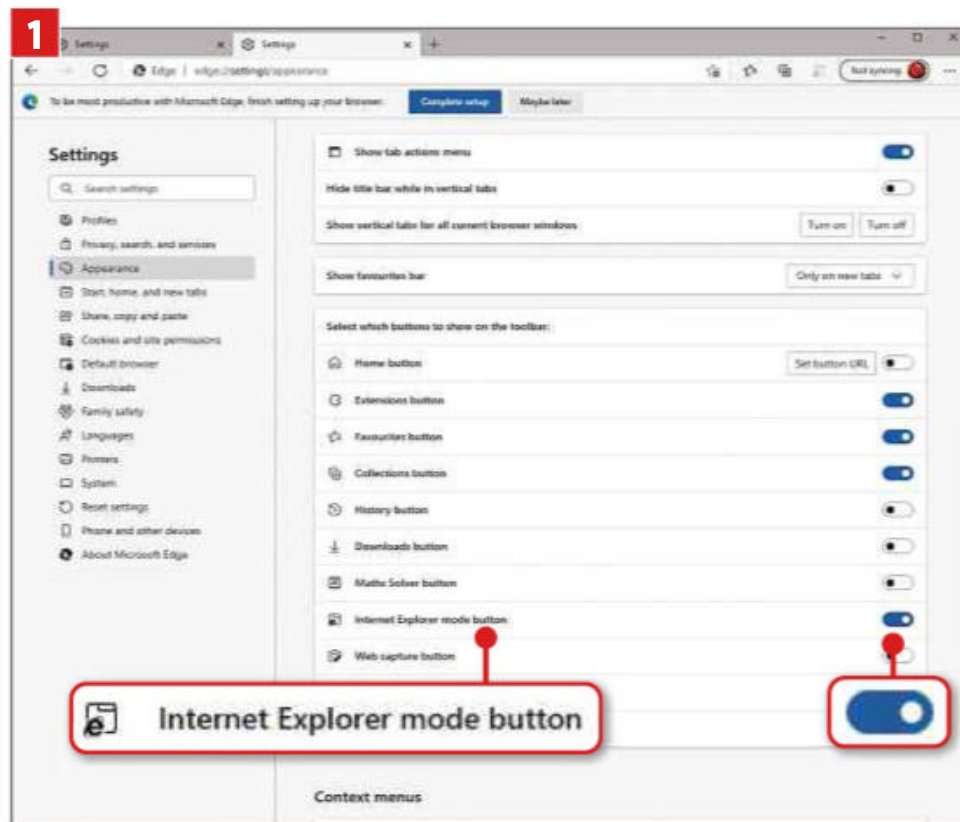 1
Settings
Settings
Edge | edge://settings/appearance
Not syncing
To be most productive with Microsoft Edge, finish setting up your browser.
Complete setup
Maybe later
Settings
Search settings
Profiles
Privacy, search, and services
Appearance
Start, home, and new tabs
Share, copy and paste
Cookies and site permissions
Default browser
Downloads
Family safety
Languages
Printers
System
Reset settings
Phone and other devices
About Microsoft Edge
Show tab actions menu
Hide title bar while in vertical tabs
Show vertical tabs for all current browser windows
Turn on
Turn off
Show favourites bar
Only on new tabs
Select which buttons to show on the toolbar:
Home button
Set button URL
Extensions button
Favourites button
Collections button
History button
Downloads button
Maths Solver button
Internet Explorer mode button
Web capture button
Internet Explorer mode button
Context menus